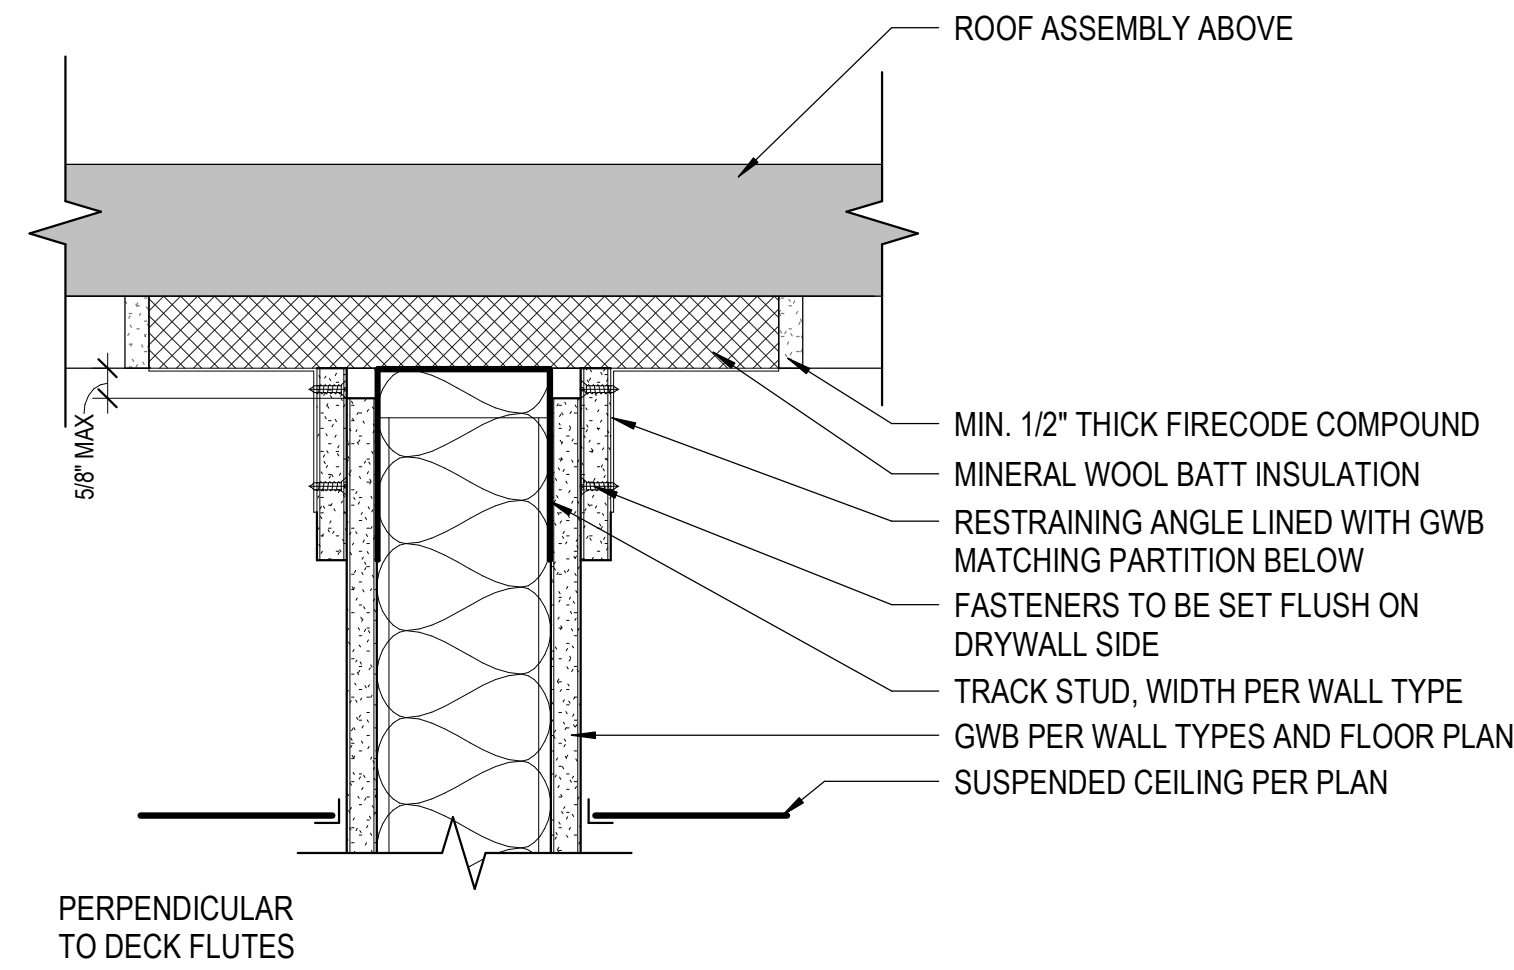 ROOF ASSEMBLY ABOVE
5/8" MAX
MIN. 1/2" THICK FIRECODE COMPOUND
MINERAL WOOL BATT INSULATION
RESTRAINING ANGLE LINED WITH GWB
MATCHING PARTITION BELOW
FASTENERS TO BE SET FLUSH ON
DRYWALL SIDE
TRACK STUD, WIDTH PER WALL TYPE
GWB PER WALL TYPES AND FLOOR PLAN
SUSPENDED CEILING PER PLAN
PERPENDICULAR
TO DECK FLUTES